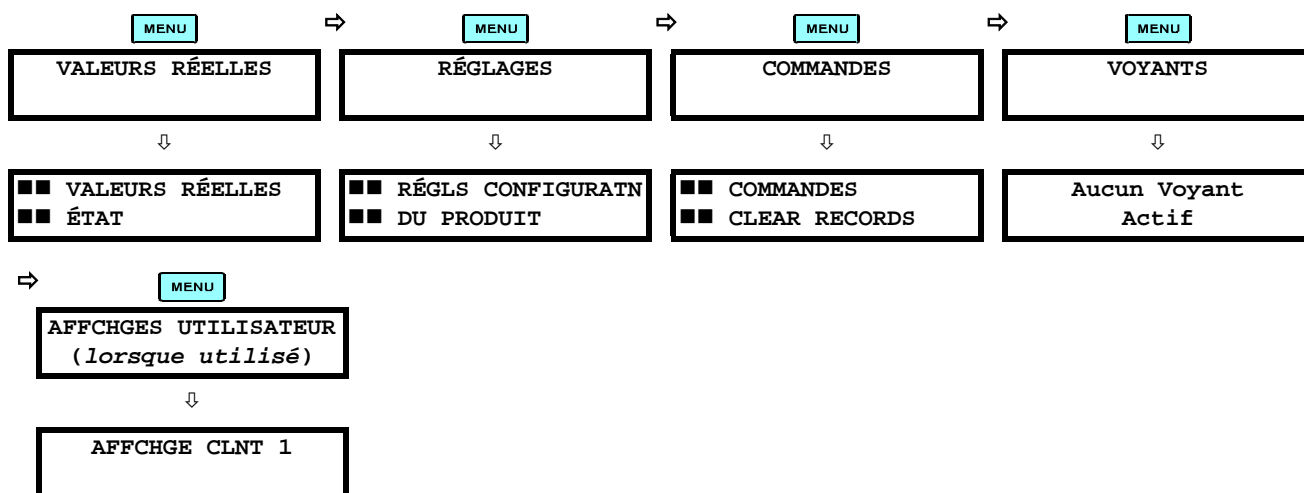 MENU ⇨ MENU ⇨ MENU ⇨ MENU
VALEURS RÉELLES
RÉGLAGES
COMMANDES
VOYANTS
⇩ ⇩ ⇩ ⇩
■■ VALEURS RÉELLES
■■ ÉTAT
■■ RÉGLS CONFIGURATN
■■ DU PRODUIT
■■ COMMANDES
■■ CLEAR RECORDS
Aucun Voyant
Actif
⇨ MENU
AFFCHGES UTILISATEUR
(lorsque utilisé)
⇩
AFFCHGE CLNT 1